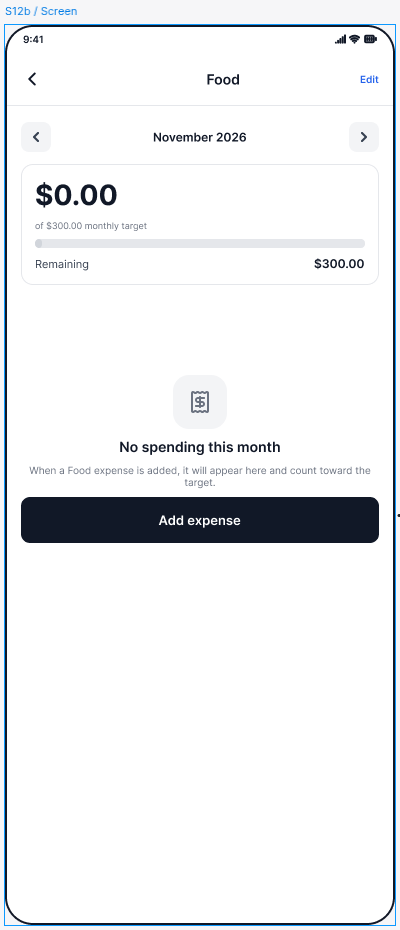 S12b / Screen
9:41
Food
Edit
November 2026
$0.00
of $300.00 monthly target
Remaining
$300.00
No spending this month
When a Food expense is added, it will appear here and count toward the
target.
Add expense